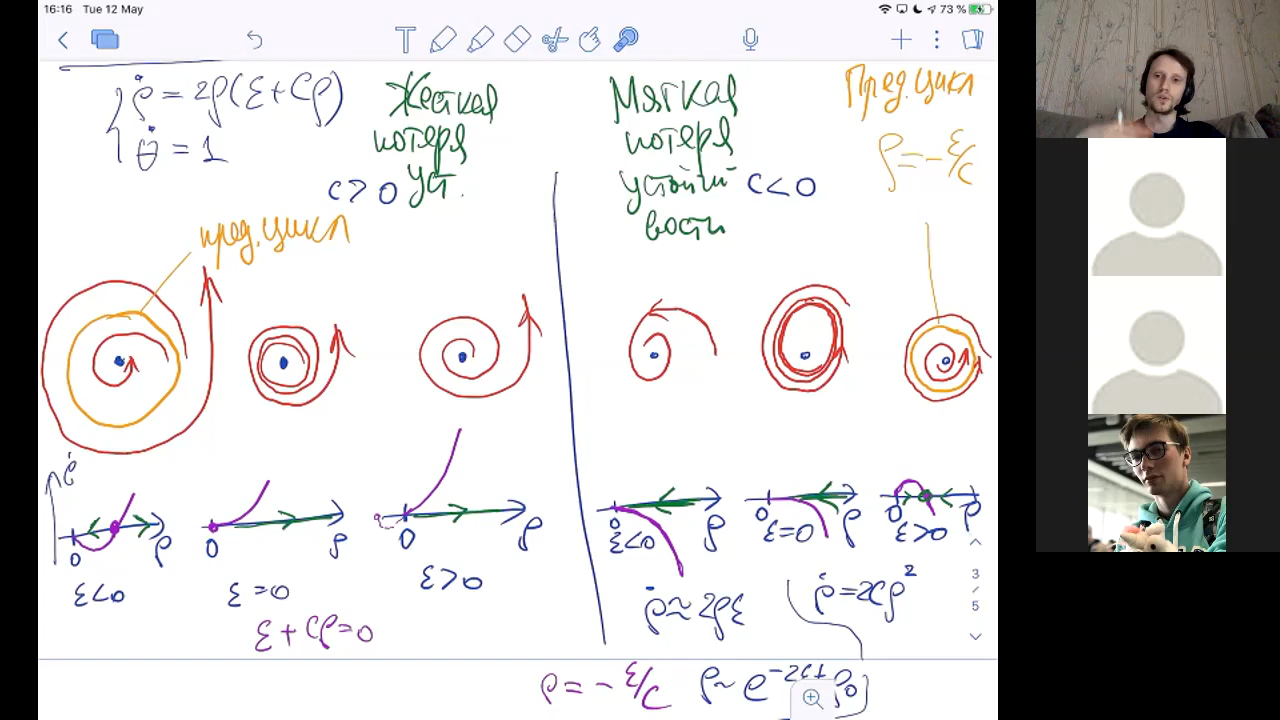 16:16 Tue 12 May
73 %
ρ̇ = 2ρ(ε + cρ)
θ̇ = 1
Жесткая
потеря
уст.
c > 0
Мягкая
потеря
устойчи
вости
c < 0
Пред. цикл
ρ = - ε/c
пред. цикл
ρ̇
0 ρ
ε < 0
0 ρ
ε = 0
0 ρ
ε > 0
0 ρ
ε < 0
0 ρ
ε = 0
0 ρ
ε > 0
ε + cρ = 0
ρ̇ ≈ 2ρε
ρ̇ = 2cρ²
3
/
5
ρ = - ε/c